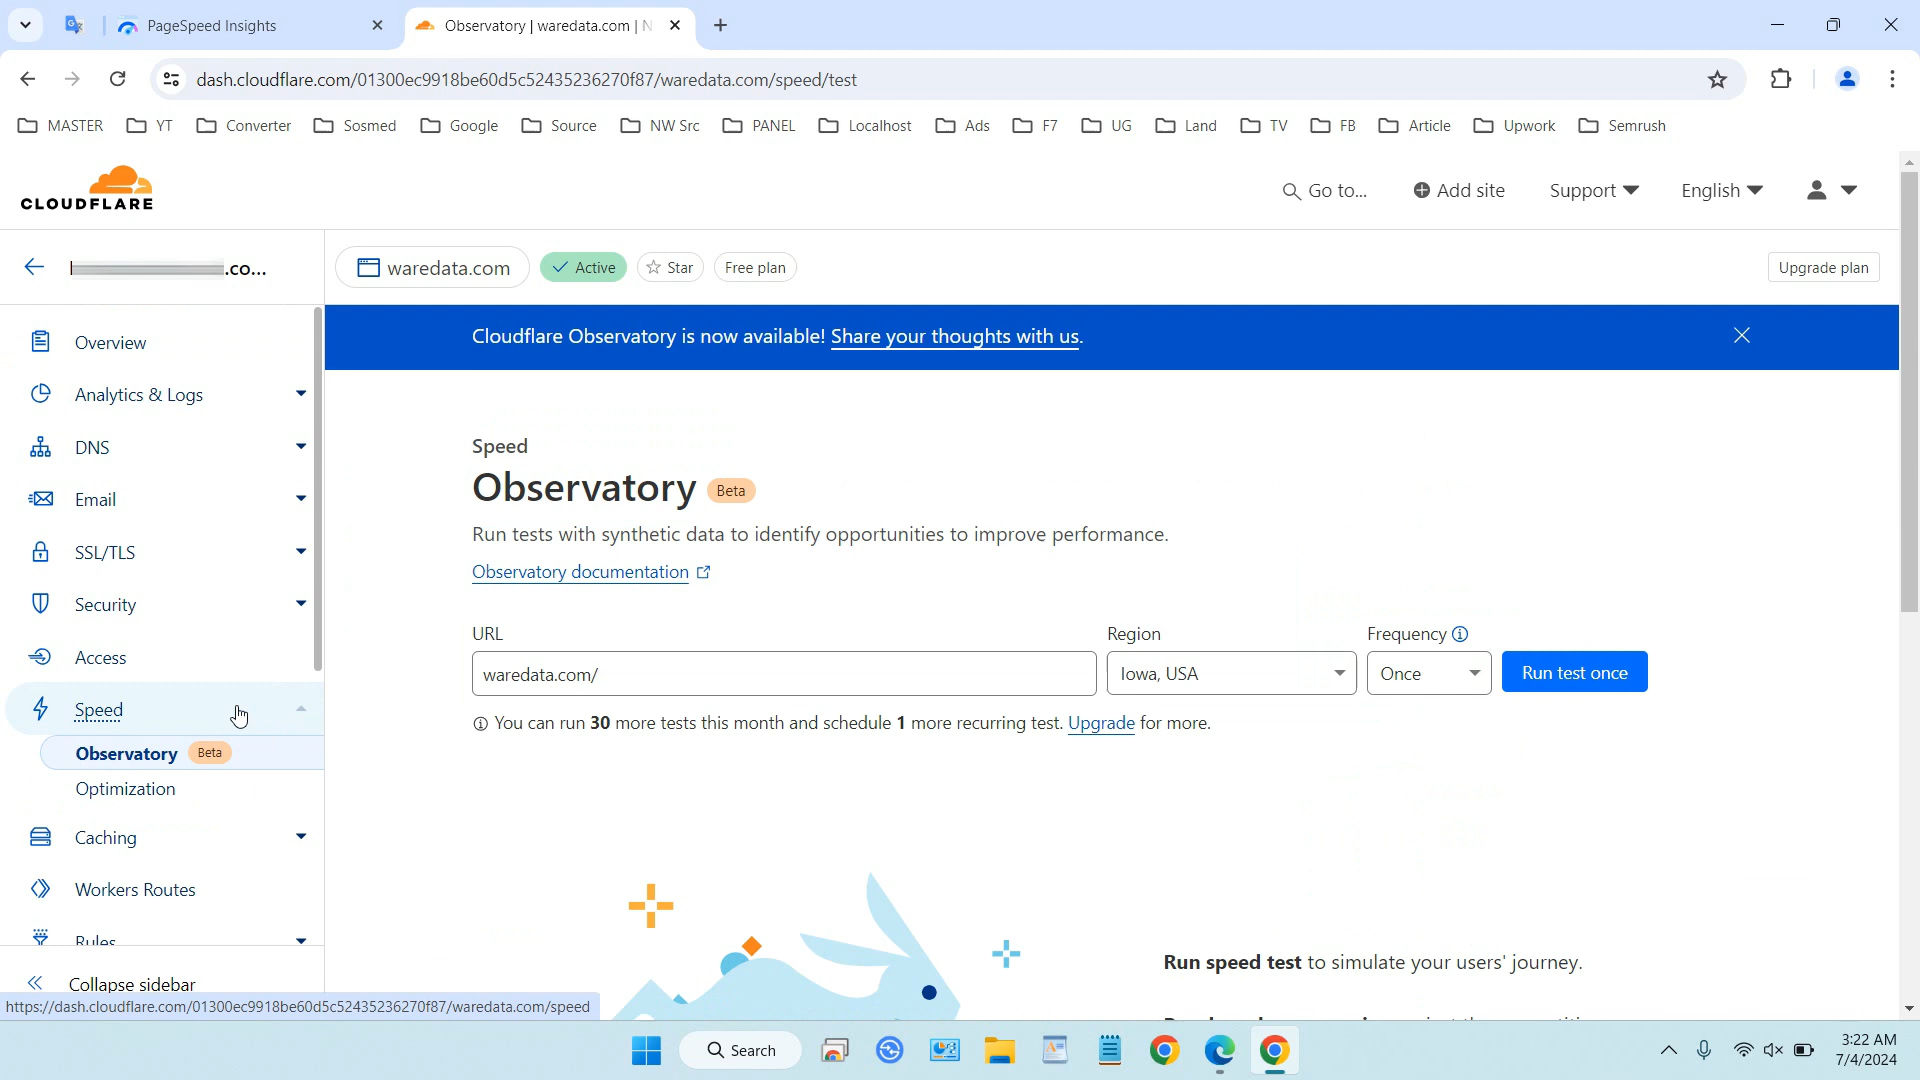 PageSpeed Insights
Observatory | waredata.com |
dash.cloudflare.com/01300ec9918be60d5c52435236270f87/waredata.com/speed/test
MASTER YT Converter Sosmed Google Source NW Src PANEL Localhost Ads F7 UG Land TV FB Article Upwork Semrush
CLOUDFLARE
Go to... Add site Support English
.co...
waredata.com Active Star Free plan Upgrade plan
Cloudflare Observatory is now available! Share your thoughts with us.
Overview
Analytics & Logs
DNS
Email
SSL/TLS
Security
Access
Speed
Observatory Beta
Optimization
Caching
Workers Routes
Rules
Collapse sidebar
Speed
Observatory Beta
Run tests with synthetic data to identify opportunities to improve performance.
Observatory documentation
URL Region Frequency
waredata.com/ Iowa, USA Once Run test once
You can run 30 more tests this month and schedule 1 more recurring test. Upgrade for more.
Run speed test to simulate your users' journey.
https://dash.cloudflare.com/01300ec9918be60d5c52435236270f87/waredata.com/speed
Search
3:22 AM
7/4/2024